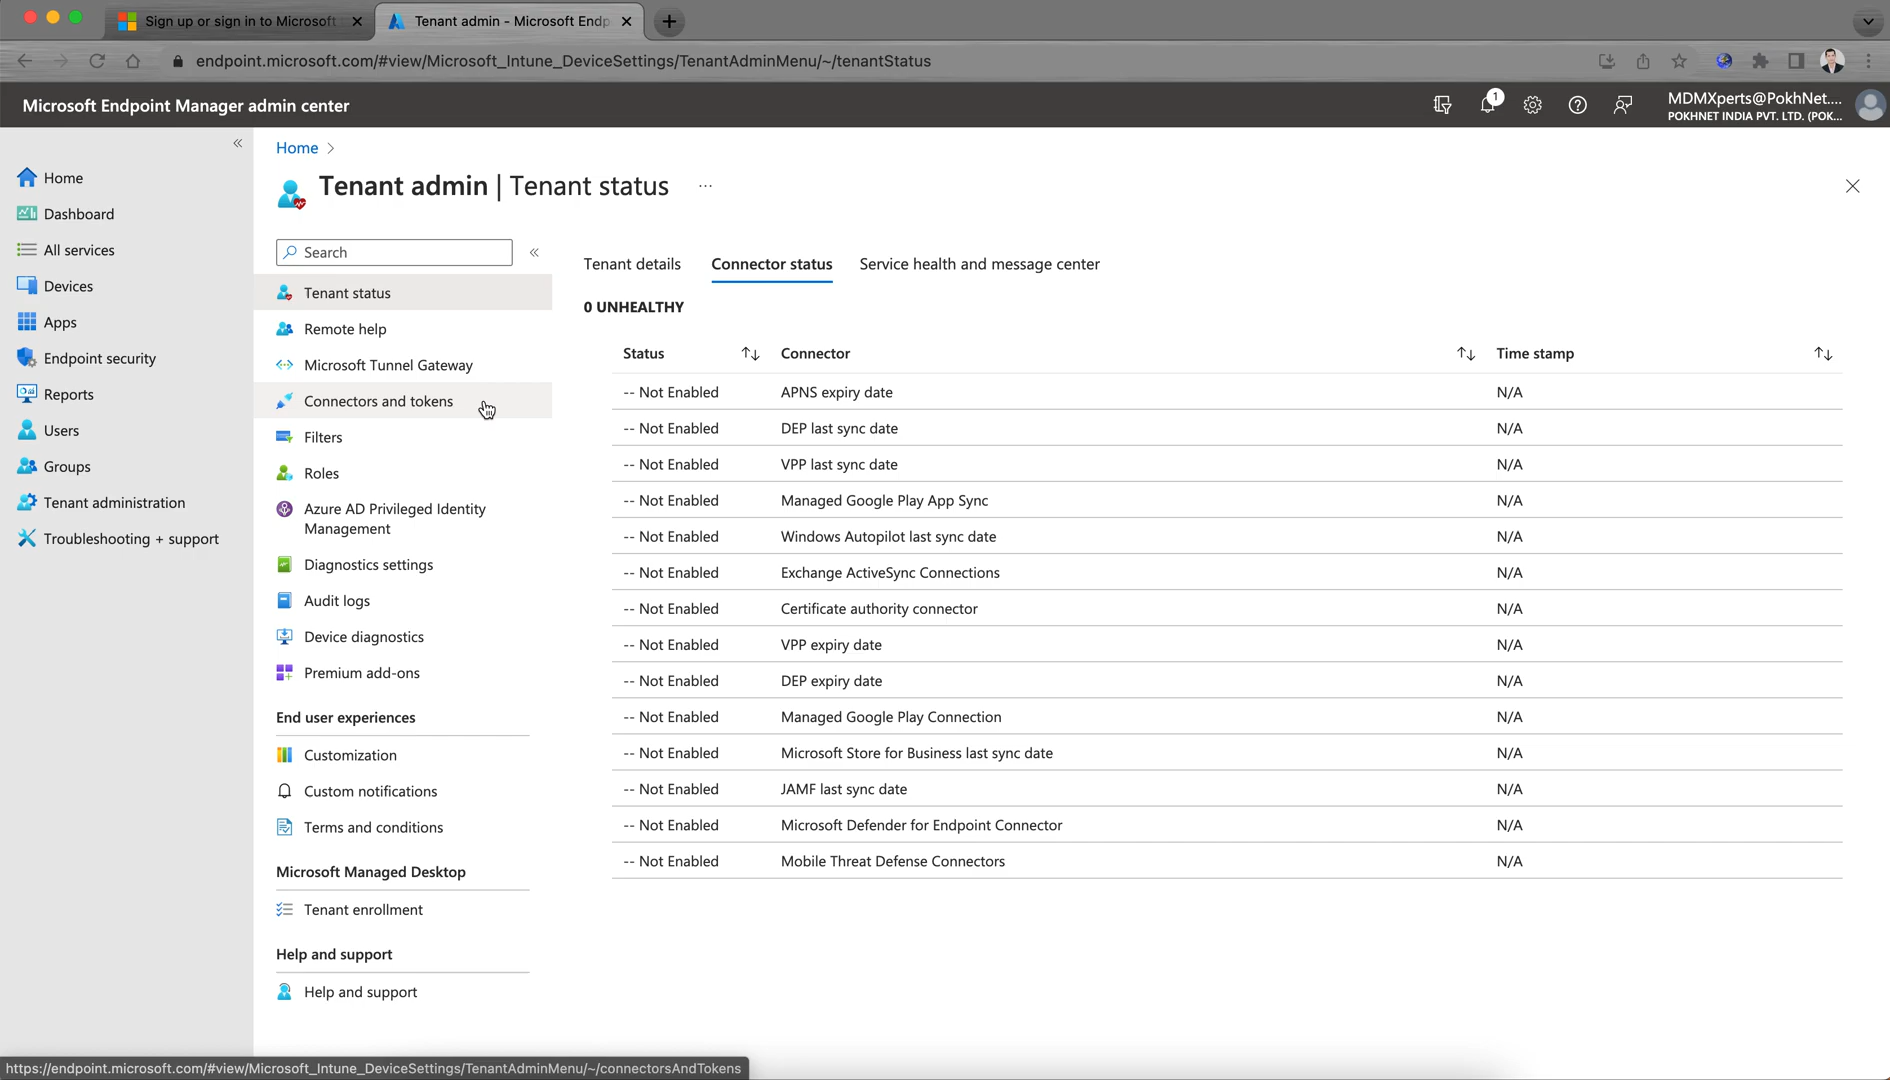 Sign up or sign in to Microsoft
Tenant admin - Microsoft Endp
endpoint.microsoft.com/#view/Microsoft_Intune_DeviceSettings/TenantAdminMenu/~/tenantStatus
Microsoft Endpoint Manager admin center
1
MDMXperts@PokhNet....
POKHNET INDIA PVT. LTD. (POK...
Home
Dashboard
All services
Devices
Apps
Endpoint security
Reports
Users
Groups
Tenant administration
Troubleshooting + support
Home >
Tenant admin | Tenant status ...
Search
Tenant status
Remote help
Microsoft Tunnel Gateway
Connectors and tokens
Filters
Roles
Azure AD Privileged Identity
Management
Diagnostics settings
Audit logs
Device diagnostics
Premium add-ons
End user experiences
Customization
Custom notifications
Terms and conditions
Microsoft Managed Desktop
Tenant enrollment
Help and support
Help and support
Tenant details Connector status Service health and message center
0 UNHEALTHY
Status Connector Time stamp
-- Not Enabled APNS expiry date N/A
-- Not Enabled DEP last sync date N/A
-- Not Enabled VPP last sync date N/A
-- Not Enabled Managed Google Play App Sync N/A
-- Not Enabled Windows Autopilot last sync date N/A
-- Not Enabled Exchange ActiveSync Connections N/A
-- Not Enabled Certificate authority connector N/A
-- Not Enabled VPP expiry date N/A
-- Not Enabled DEP expiry date N/A
-- Not Enabled Managed Google Play Connection N/A
-- Not Enabled Microsoft Store for Business last sync date N/A
-- Not Enabled JAMF last sync date N/A
-- Not Enabled Microsoft Defender for Endpoint Connector N/A
-- Not Enabled Mobile Threat Defense Connectors N/A
https://endpoint.microsoft.com/#view/Microsoft_Intune_DeviceSettings/TenantAdminMenu/~/connectorsAndTokens